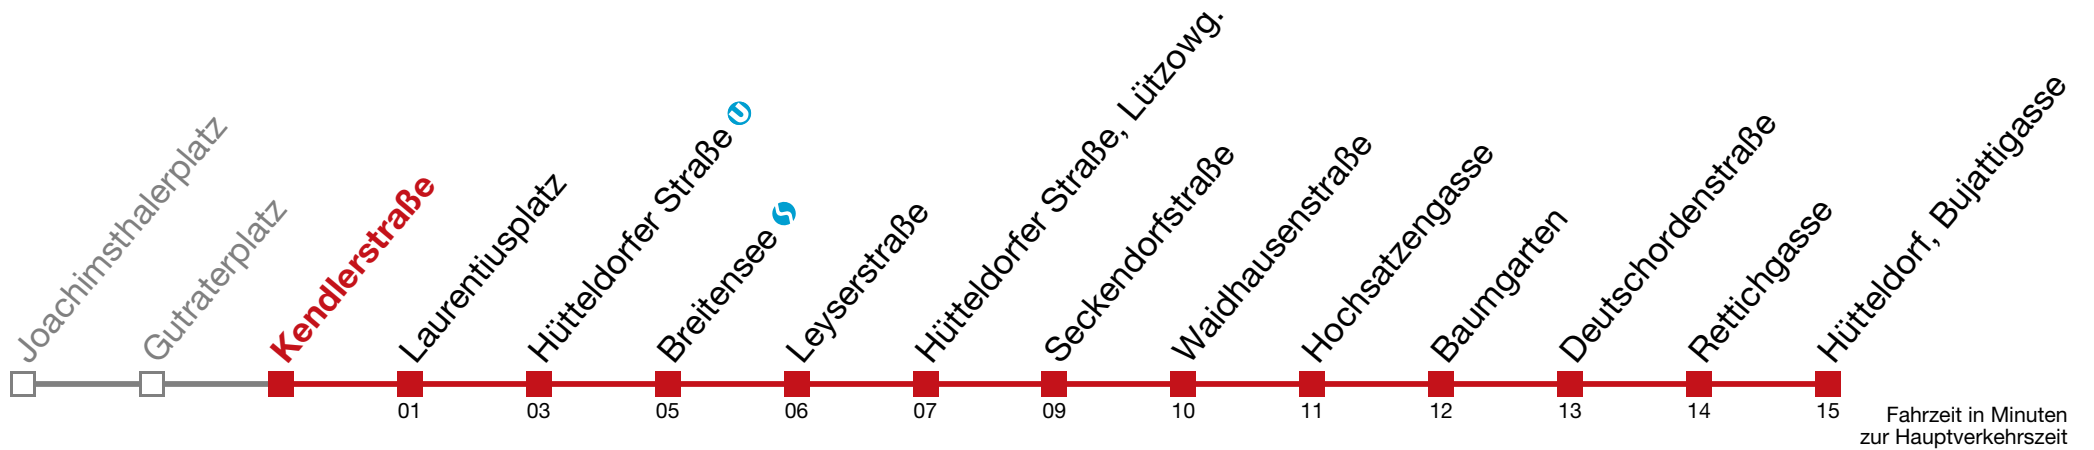 Joachimsthalerplatz
Gutraterplatz
Kendlerstraße
Laurentiusplatz
Hütteldorfer Straße U
Breitensee S
Leyserstraße
Hütteldorfer Straße, Lützowg.
Seckendorfstraße
Waidhausenstraße
Hochsatzengasse
Baumgarten
Deutschordenstraße
Rettichgasse
Hütteldorf, Bujattigasse
01 03 05 06 07 09 10 11 12 13 14 15
Fahrzeit in Minuten
zur Hauptverkehrszeit